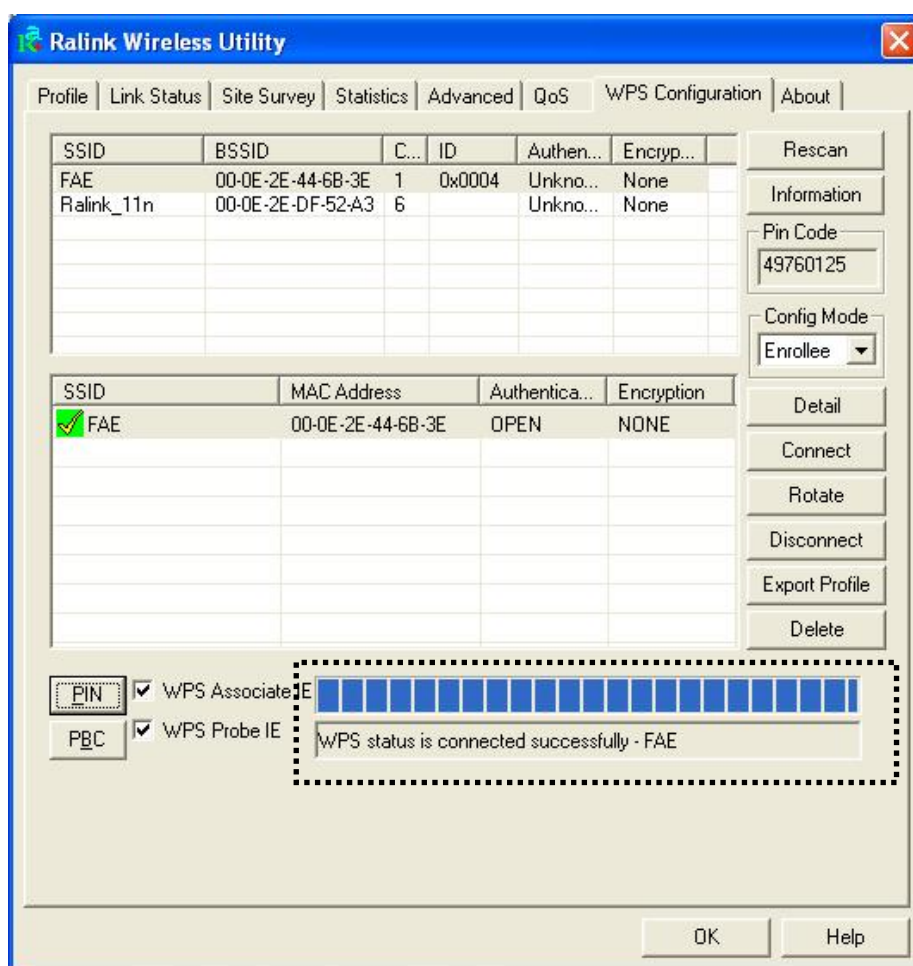 Ralink Wireless Utility
Profile Link Status Site Survey Statistics Advanced QoS WPS Configuration About
SSID BSSID C... ID Authen... Encryp...
FAE 00-0E-2E-44-6B-3E 1 0x0004 Unkno... None
Ralink_11n 00-0E-2E-DF-52-A3 6 Unkno... None
Rescan
Information
Pin Code
49760125
Config Mode
Enrollee
SSID MAC Address Authentica... Encryption
FAE 00-0E-2E-44-6B-3E OPEN NONE
Detail
Connect
Rotate
Disconnect
Export Profile
Delete
PIN WPS Associate IE
PBC WPS Probe IE
WPS status is connected successfully - FAE
OK Help